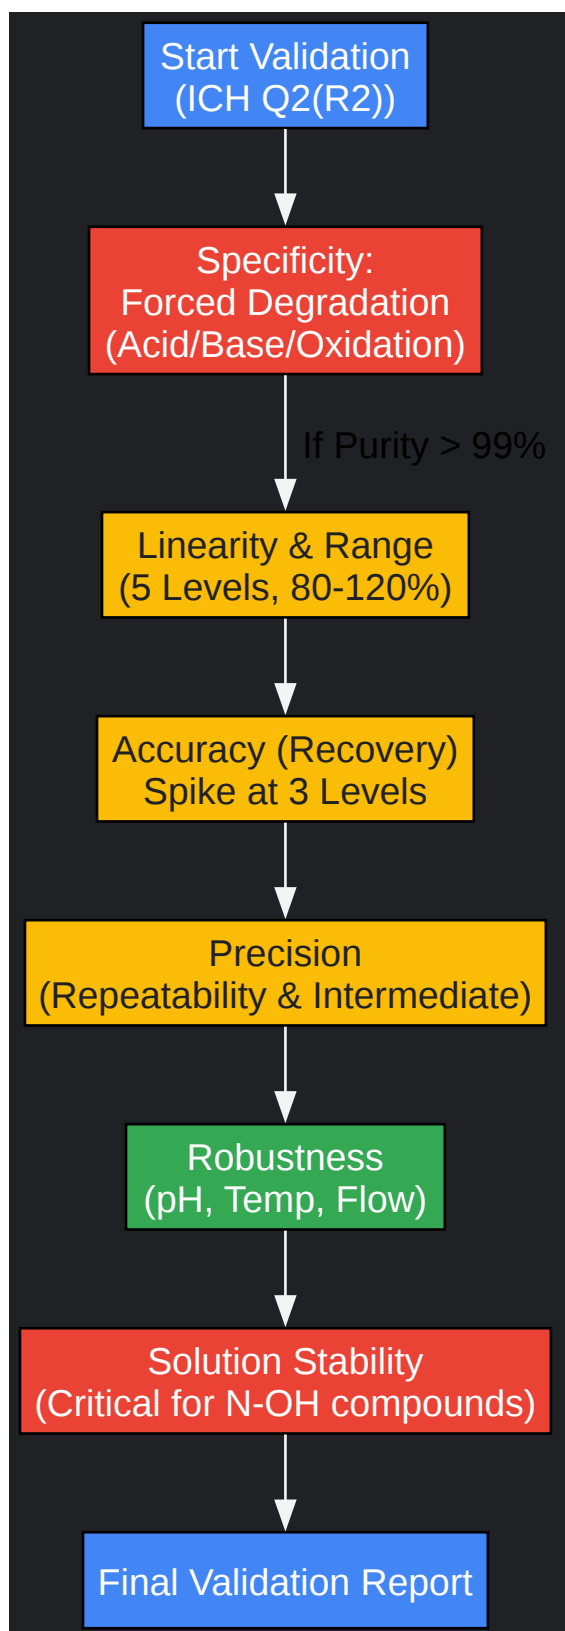 Start Validation
(ICH Q2(R2))
Specificity:
Forced Degradation
(Acid/Base/Oxidation)
If Purity > 99%
Linearity & Range
(5 Levels, 80-120%)
Accuracy (Recovery)
Spike at 3 Levels
Precision
(Repeatability & Intermediate)
Robustness
(pH, Temp, Flow)
Solution Stability
(Critical for N-OH compounds)
Final Validation Report